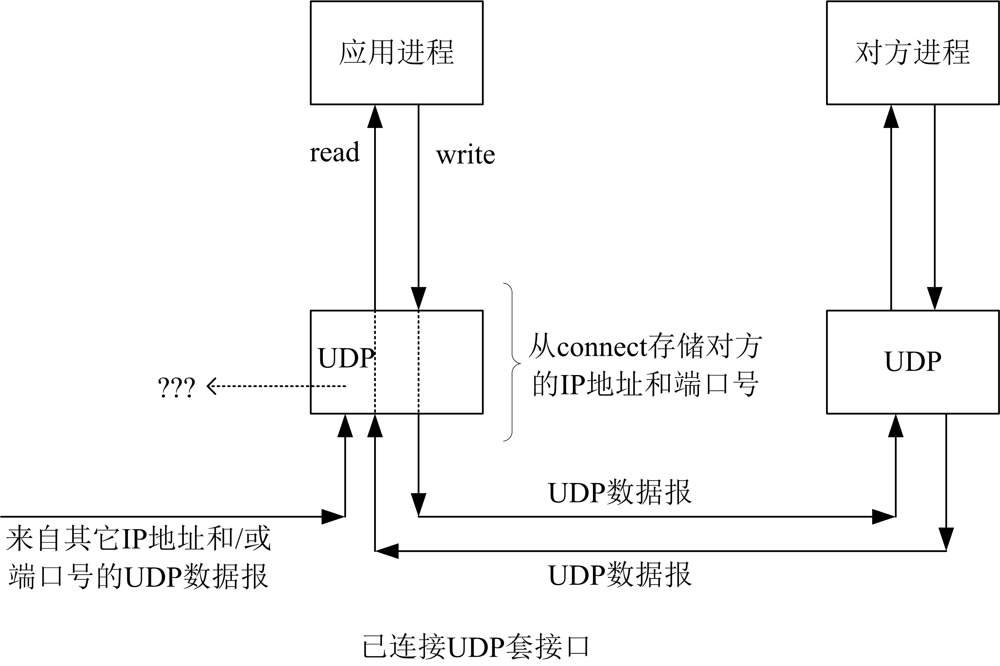 应用进程
对方进程
read
write
UDP
从connect存储对方
的IP地址和端口号
UDP
???
UDP数据报
来自其它IP地址和/或
端口号的UDP数据报
UDP数据报
已连接UDP套接口